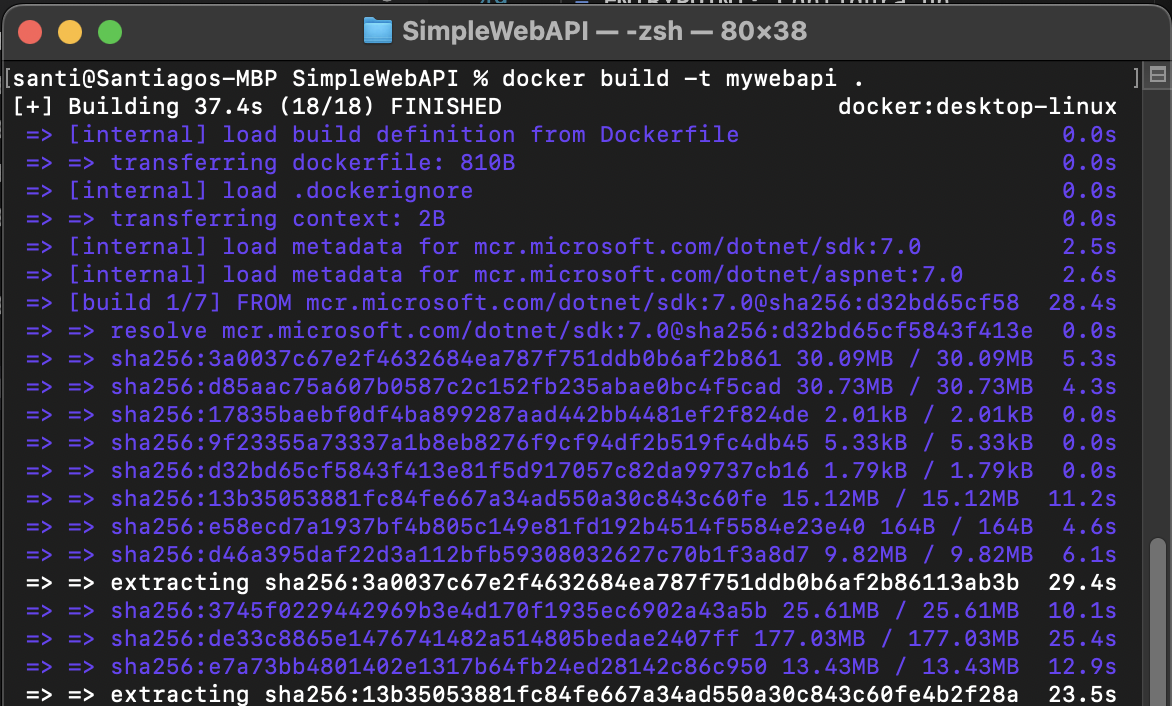 SimpleWebAPI — -zsh — 80×38
[santi@Santiagos-MBP SimpleWebAPI % docker build -t mywebapi . ]
[+] Building 37.4s (18/18) FINISHED docker:desktop-linux
=> [internal] load build definition from Dockerfile 0.0s
=> => transferring dockerfile: 810B 0.0s
=> [internal] load .dockerignore 0.0s
=> => transferring context: 2B 0.0s
=> [internal] load metadata for mcr.microsoft.com/dotnet/sdk:7.0 2.5s
=> [internal] load metadata for mcr.microsoft.com/dotnet/aspnet:7.0 2.6s
=> [build 1/7] FROM mcr.microsoft.com/dotnet/sdk:7.0@sha256:d32bd65cf58 28.4s
=> => resolve mcr.microsoft.com/dotnet/sdk:7.0@sha256:d32bd65cf5843f413e 0.0s
=> => sha256:3a0037c67e2f4632684ea787f751ddb0b6af2b861 30.09MB / 30.09MB 5.3s
=> => sha256:d85aac75a607b0587c2c152fb235abae0bc4f5cad 30.73MB / 30.73MB 4.3s
=> => sha256:17835baebf0df4ba899287aad442bb4481ef2f824de 2.01kB / 2.01kB 0.0s
=> => sha256:9f23355a73337a1b8eb8276f9cf94df2b519fc4db45 5.33kB / 5.33kB 0.0s
=> => sha256:d32bd65cf5843f413e81f5d917057c82da99737cb16 1.79kB / 1.79kB 0.0s
=> => sha256:13b35053881fc84fe667a34ad550a30c843c60fe 15.12MB / 15.12MB 11.2s
=> => sha256:e58ecd7a1937bf4b805c149e81fd192b4514f5584e23e40 164B / 164B 4.6s
=> => sha256:d46a395daf22d3a112bfb59308032627c70b1f3a8d7 9.82MB / 9.82MB 6.1s
=> => extracting sha256:3a0037c67e2f4632684ea787f751ddb0b6af2b86113ab3b 29.4s
=> => sha256:3745f0229442969b3e4d170f1935ec6902a43a5b 25.61MB / 25.61MB 10.1s
=> => sha256:de33c8865e1476741482a514805bedae2407ff 177.03MB / 177.03MB 25.4s
=> => sha256:e7a73bb4801402e1317b64fb24ed28142c86c950 13.43MB / 13.43MB 12.9s
=> => extracting sha256:13b35053881fc84fe667a34ad550a30c843c60fe4b2f28a 23.5s